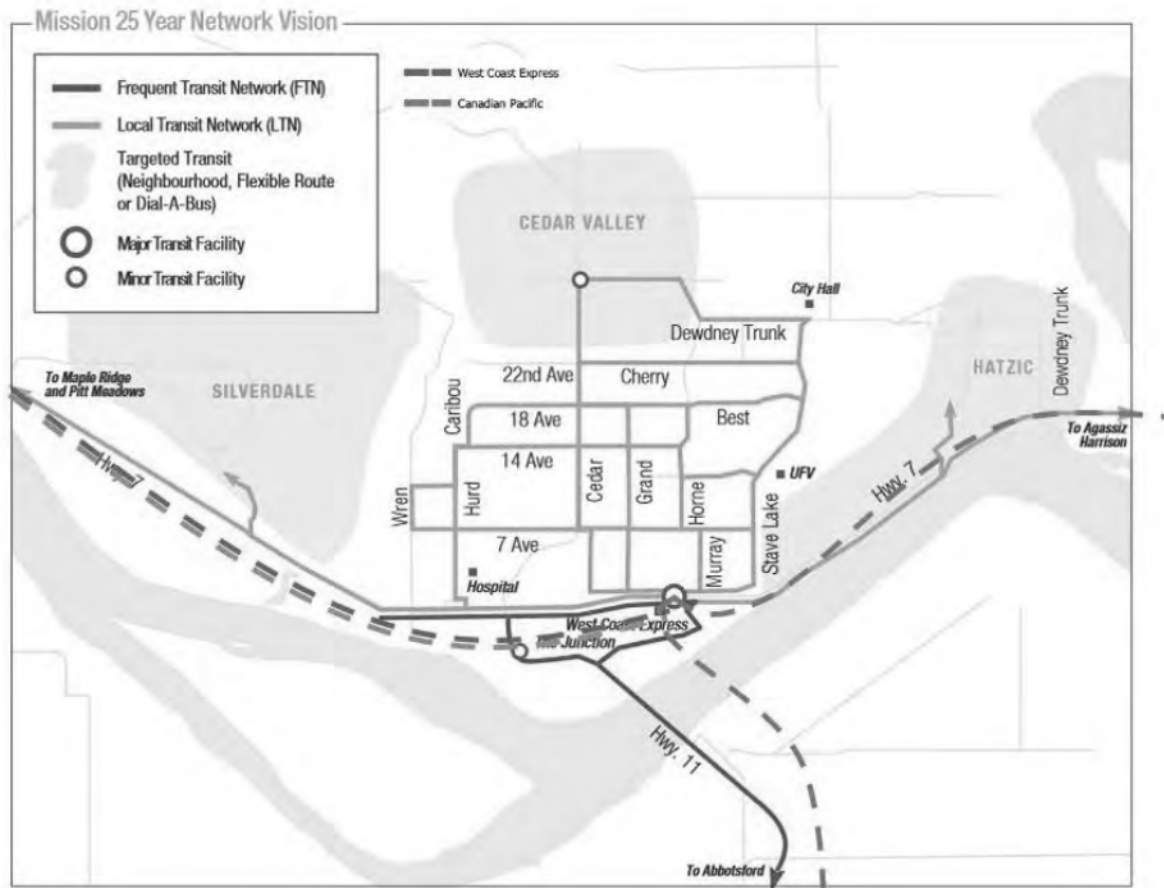 Mission 25 Year Network Vision
Frequent Transit Network (FTN)
Local Transit Network (LTN)
Targeted Transit
(Neighbourhood, Flexible Route
or Dial-A-Bus)
Major Transit Facility
Minor Transit Facility
West Coast Express
Canadian Pacific
CEDAR VALLEY
City Hall
Dewdney Trunk
Dewdney Trunk
HATZIC
To Maple Ridge
and Pitt Meadows
SILVERDALE
22nd Ave
Cherry
Caribou
18 Ave
Best
To Agassiz
Harrison
14 Ave
Cedar
Grand
Horne
UFV
Hwy. 7
Hwy. 7
Wren
Hurd
Stave Lake
7 Ave
Murray
Hospital
West Coast Express
Junction
Hwy. 11
To Abbotsford